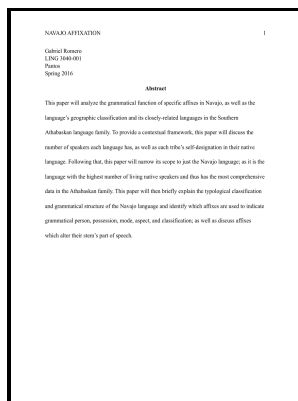 NAVAJO AFFIXATION 1
Gabriel Romero
LING 3040-001
Pantos
Spring 2016
Abstract
This paper will analyze the grammatical function of specific affixes in Navajo, as well as the
language's geographic classification and its closely-related languages in the Southern
Athabaskan language family. To provide a contextual framework, this paper will discuss the
number of speakers each language has, as well as each tribe's self-designation in their native
language. Following that, this paper will narrow its scope to just the Navajo language; as it is the
language with the highest number of living native speakers and thus has the most comprehensive
data in the Athabaskan family. This paper will then briefly explain the typological classification
and grammatical structure of the Navajo language and identify which affixes are used to indicate
grammatical person, possession, mode, aspect, and classification; as well as discuss affixes
which alter their stem's part of speech.